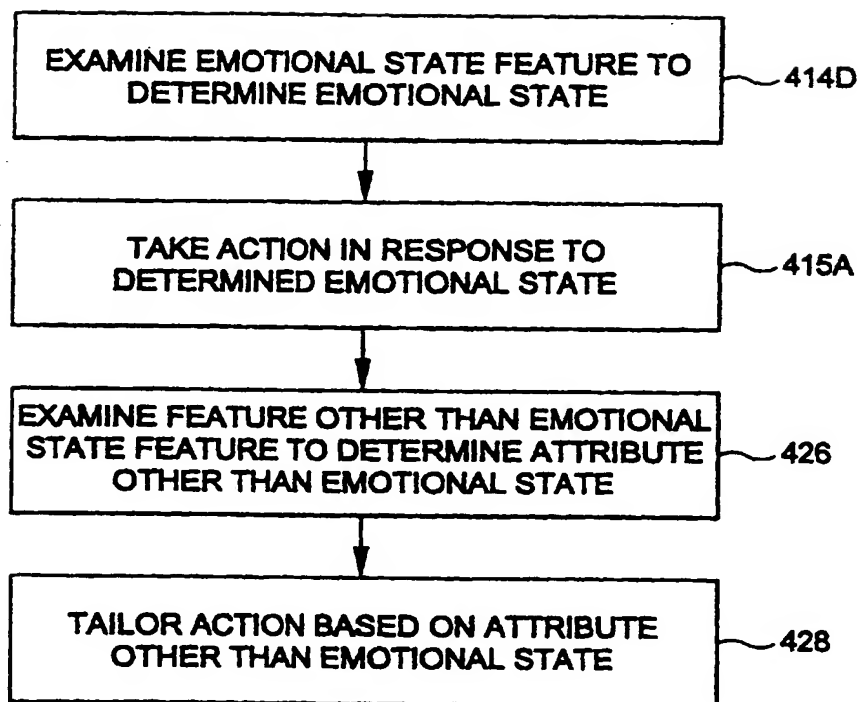 EXAMINE EMOTIONAL STATE FEATURE TO
DETERMINE EMOTIONAL STATE
414D
TAKE ACTION IN RESPONSE TO
DETERMINED EMOTIONAL STATE
415A
EXAMINE FEATURE OTHER THAN EMOTIONAL
STATE FEATURE TO DETERMINE ATTRIBUTE
OTHER THAN EMOTIONAL STATE
426
TAILOR ACTION BASED ON ATTRIBUTE
OTHER THAN EMOTIONAL STATE
428